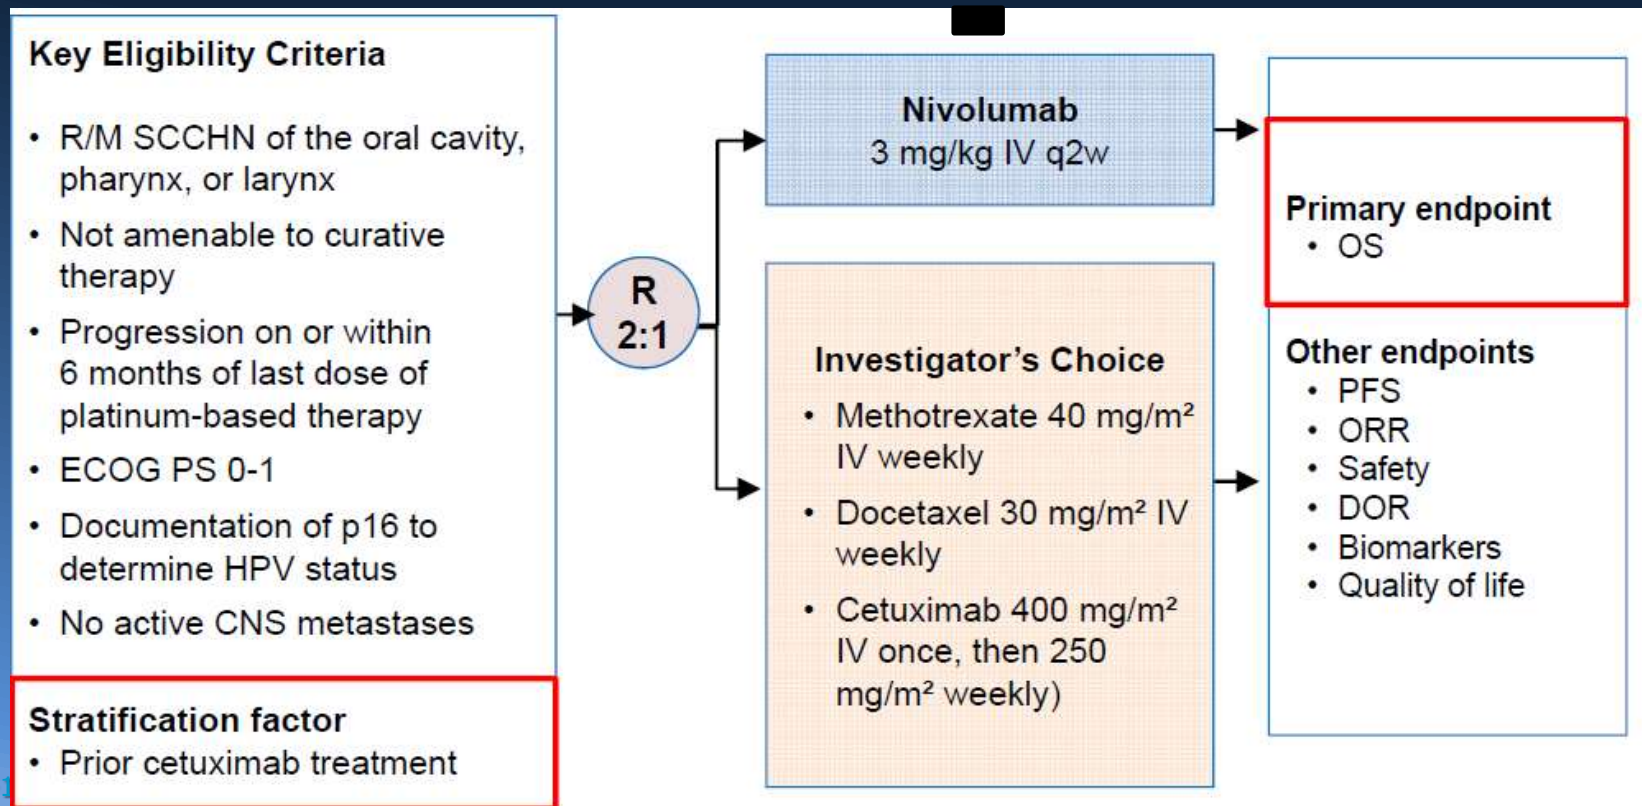 Key Eligibility Criteria
• R/M SCCHN of the oral cavity,
pharynx, or larynx
• Not amenable to curative
therapy
• Progression on or within
6 months of last dose of
platinum-based therapy
• ECOG PS 0-1
• Documentation of p16 to
determine HPV status
• No active CNS metastases
Stratification factor
• Prior cetuximab treatment
R
2:1
Nivolumab
3 mg/kg IV q2w
Investigator’s Choice
• Methotrexate 40 mg/m²
IV weekly
• Docetaxel 30 mg/m² IV
weekly
• Cetuximab 400 mg/m²
IV once, then 250
mg/m² weekly)
Primary endpoint
• OS
Other endpoints
• PFS
• ORR
• Safety
• DOR
• Biomarkers
• Quality of life